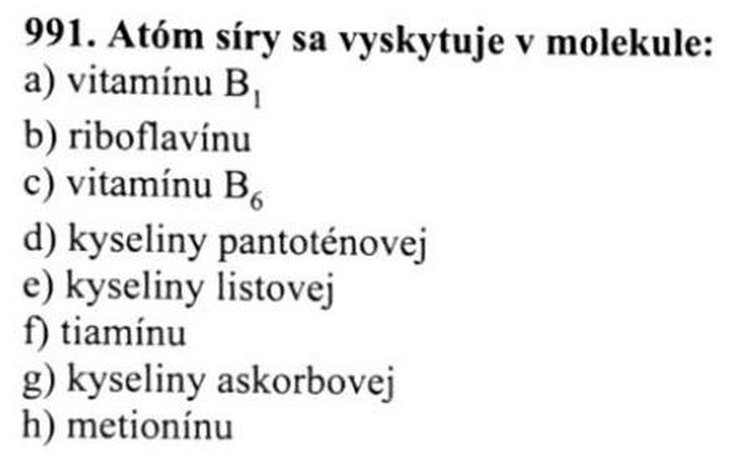 991. Atóm síry sa vyskytuje v molekule:
a) vitamínu B₁
b) riboflavínu
c) vitamínu B₆
d) kyseliny pantoténovej
e) kyseliny listovej
f) tiamínu
g) kyseliny askorbovej
h) metionínu